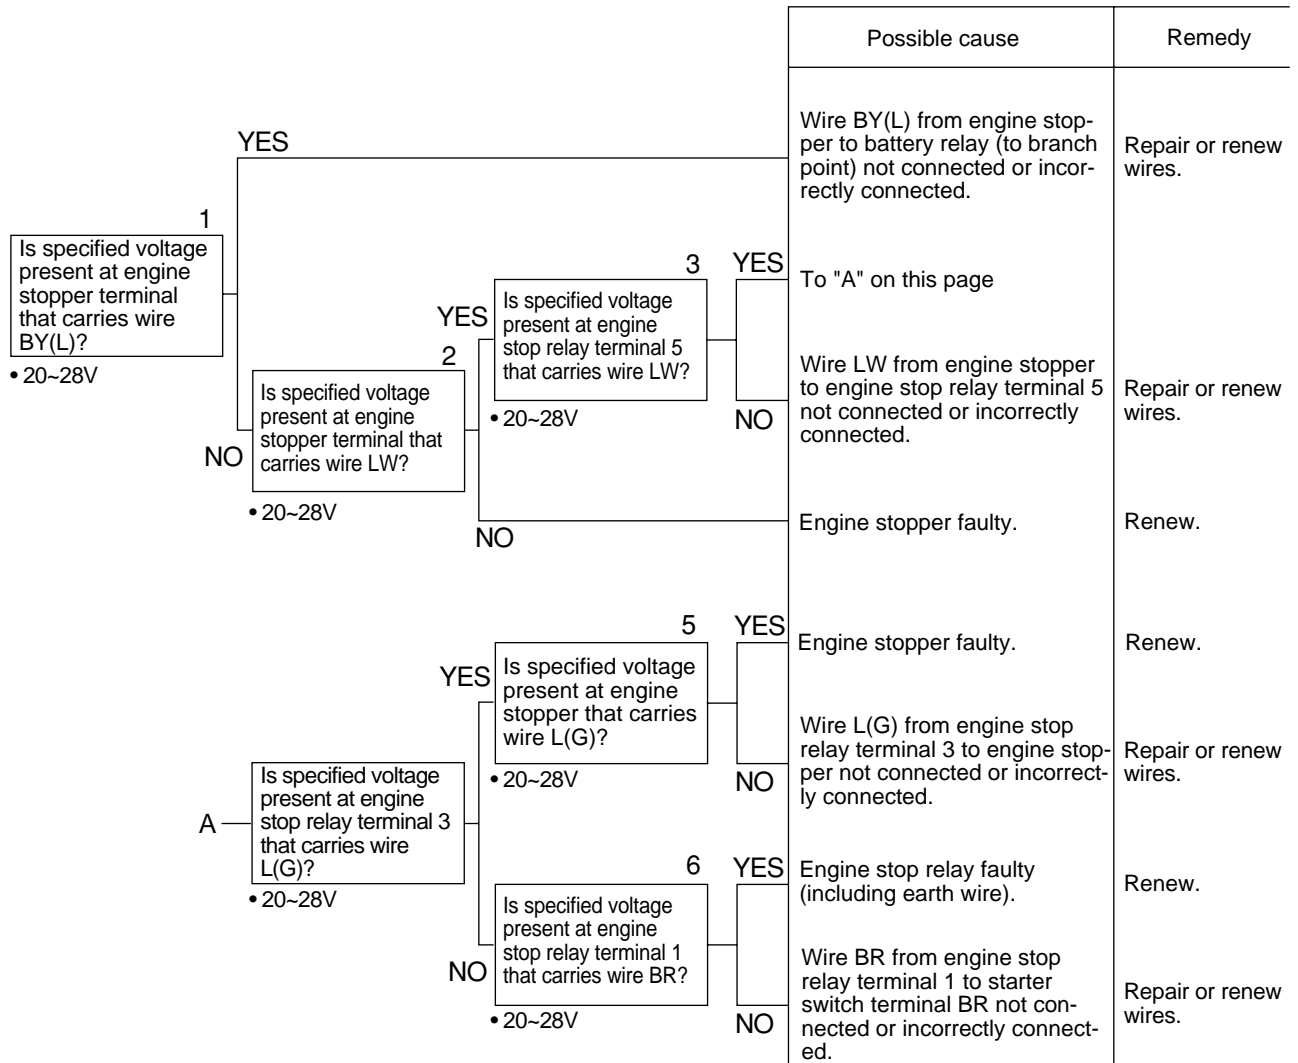 Possible cause
Remedy
YES
Wire BY(L) from engine stop-
per to battery relay (to branch
point) not connected or incor-
rectly connected.
Repair or renew
wires.
1
Is specified voltage
present at engine
stopper terminal
that carries wire
BY(L)?
• 20~28V
3
YES
Is specified voltage
present at engine
stop relay terminal 5
that carries wire LW?
YES
To "A" on this page
• 20~28V
NO
Wire LW from engine stopper
to engine stop relay terminal 5
not connected or incorrectly
connected.
Repair or renew
wires.
2
NO
Is specified voltage
present at engine
stopper terminal that
carries wire LW?
• 20~28V
NO
Engine stopper faulty.
Renew.
5
YES
Is specified voltage
present at engine
stopper that carries
wire L(G)?
YES
Engine stopper faulty.
Renew.
• 20~28V
NO
Wire L(G) from engine stop
relay terminal 3 to engine stop-
per not connected or incorrect-
ly connected.
Repair or renew
wires.
A
Is specified voltage
present at engine
stop relay terminal 3
that carries wire
L(G)?
• 20~28V
6
NO
Is specified voltage
present at engine
stop relay terminal 1
that carries wire BR?
YES
Engine stop relay faulty
(including earth wire).
Renew.
• 20~28V
NO
Wire BR from engine stop
relay terminal 1 to starter
switch terminal BR not con-
nected or incorrectly connect-
ed.
Repair or renew
wires.